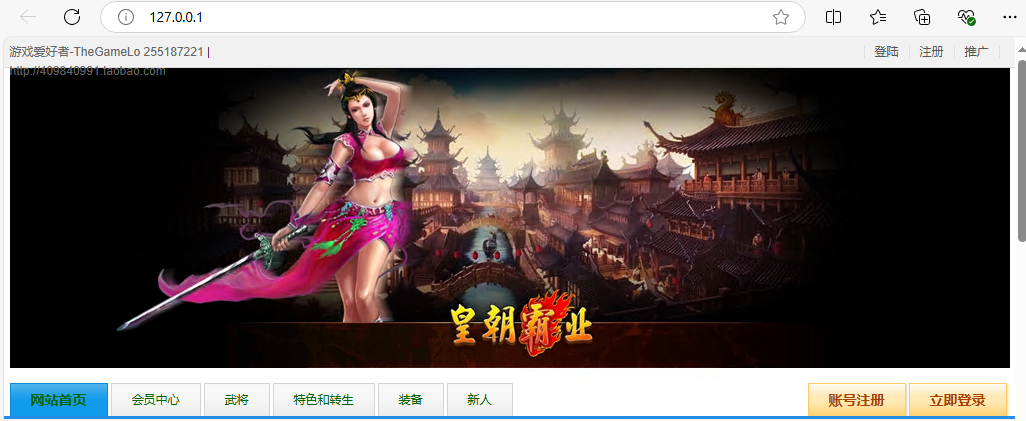 127.0.0.1
游戏爱好者-TheGameLo 255187221 | 登陆 注册 推广
http://409840991.taobao.com
皇朝霸业
网站首页 会员中心 武将 特色和转生 装备 新人 账号注册 立即登录